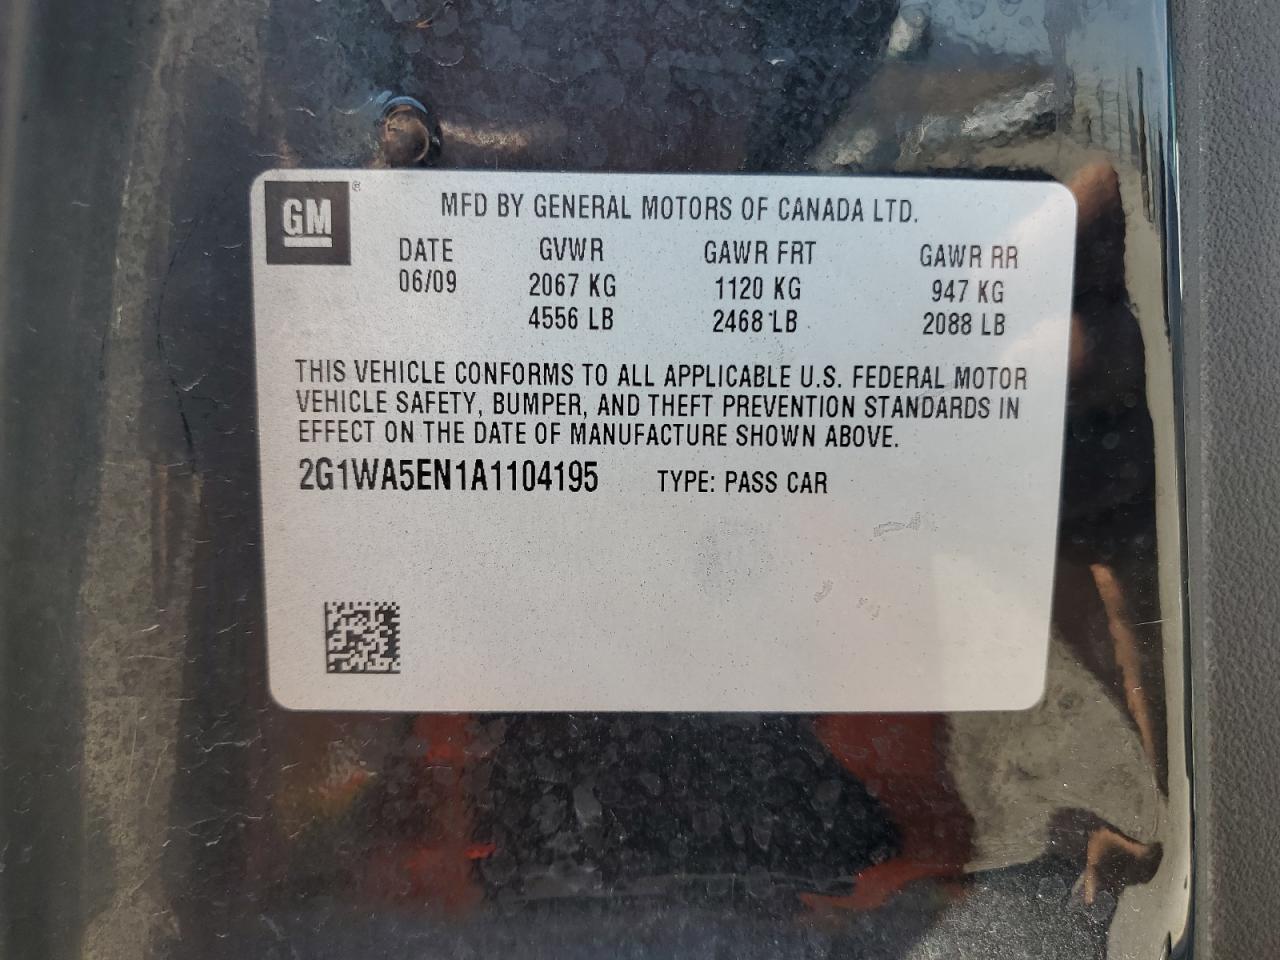 GM ®
MFD BY GENERAL MOTORS OF CANADA LTD.
DATE GVWR GAWR FRT GAWR RR
06/09 2067 KG 1120 KG 947 KG
4556 LB 2468 LB 2088 LB
THIS VEHICLE CONFORMS TO ALL APPLICABLE U.S. FEDERAL MOTOR
VEHICLE SAFETY, BUMPER, AND THEFT PREVENTION STANDARDS IN
EFFECT ON THE DATE OF MANUFACTURE SHOWN ABOVE.
2G1WA5EN1A1104195 TYPE: PASS CAR